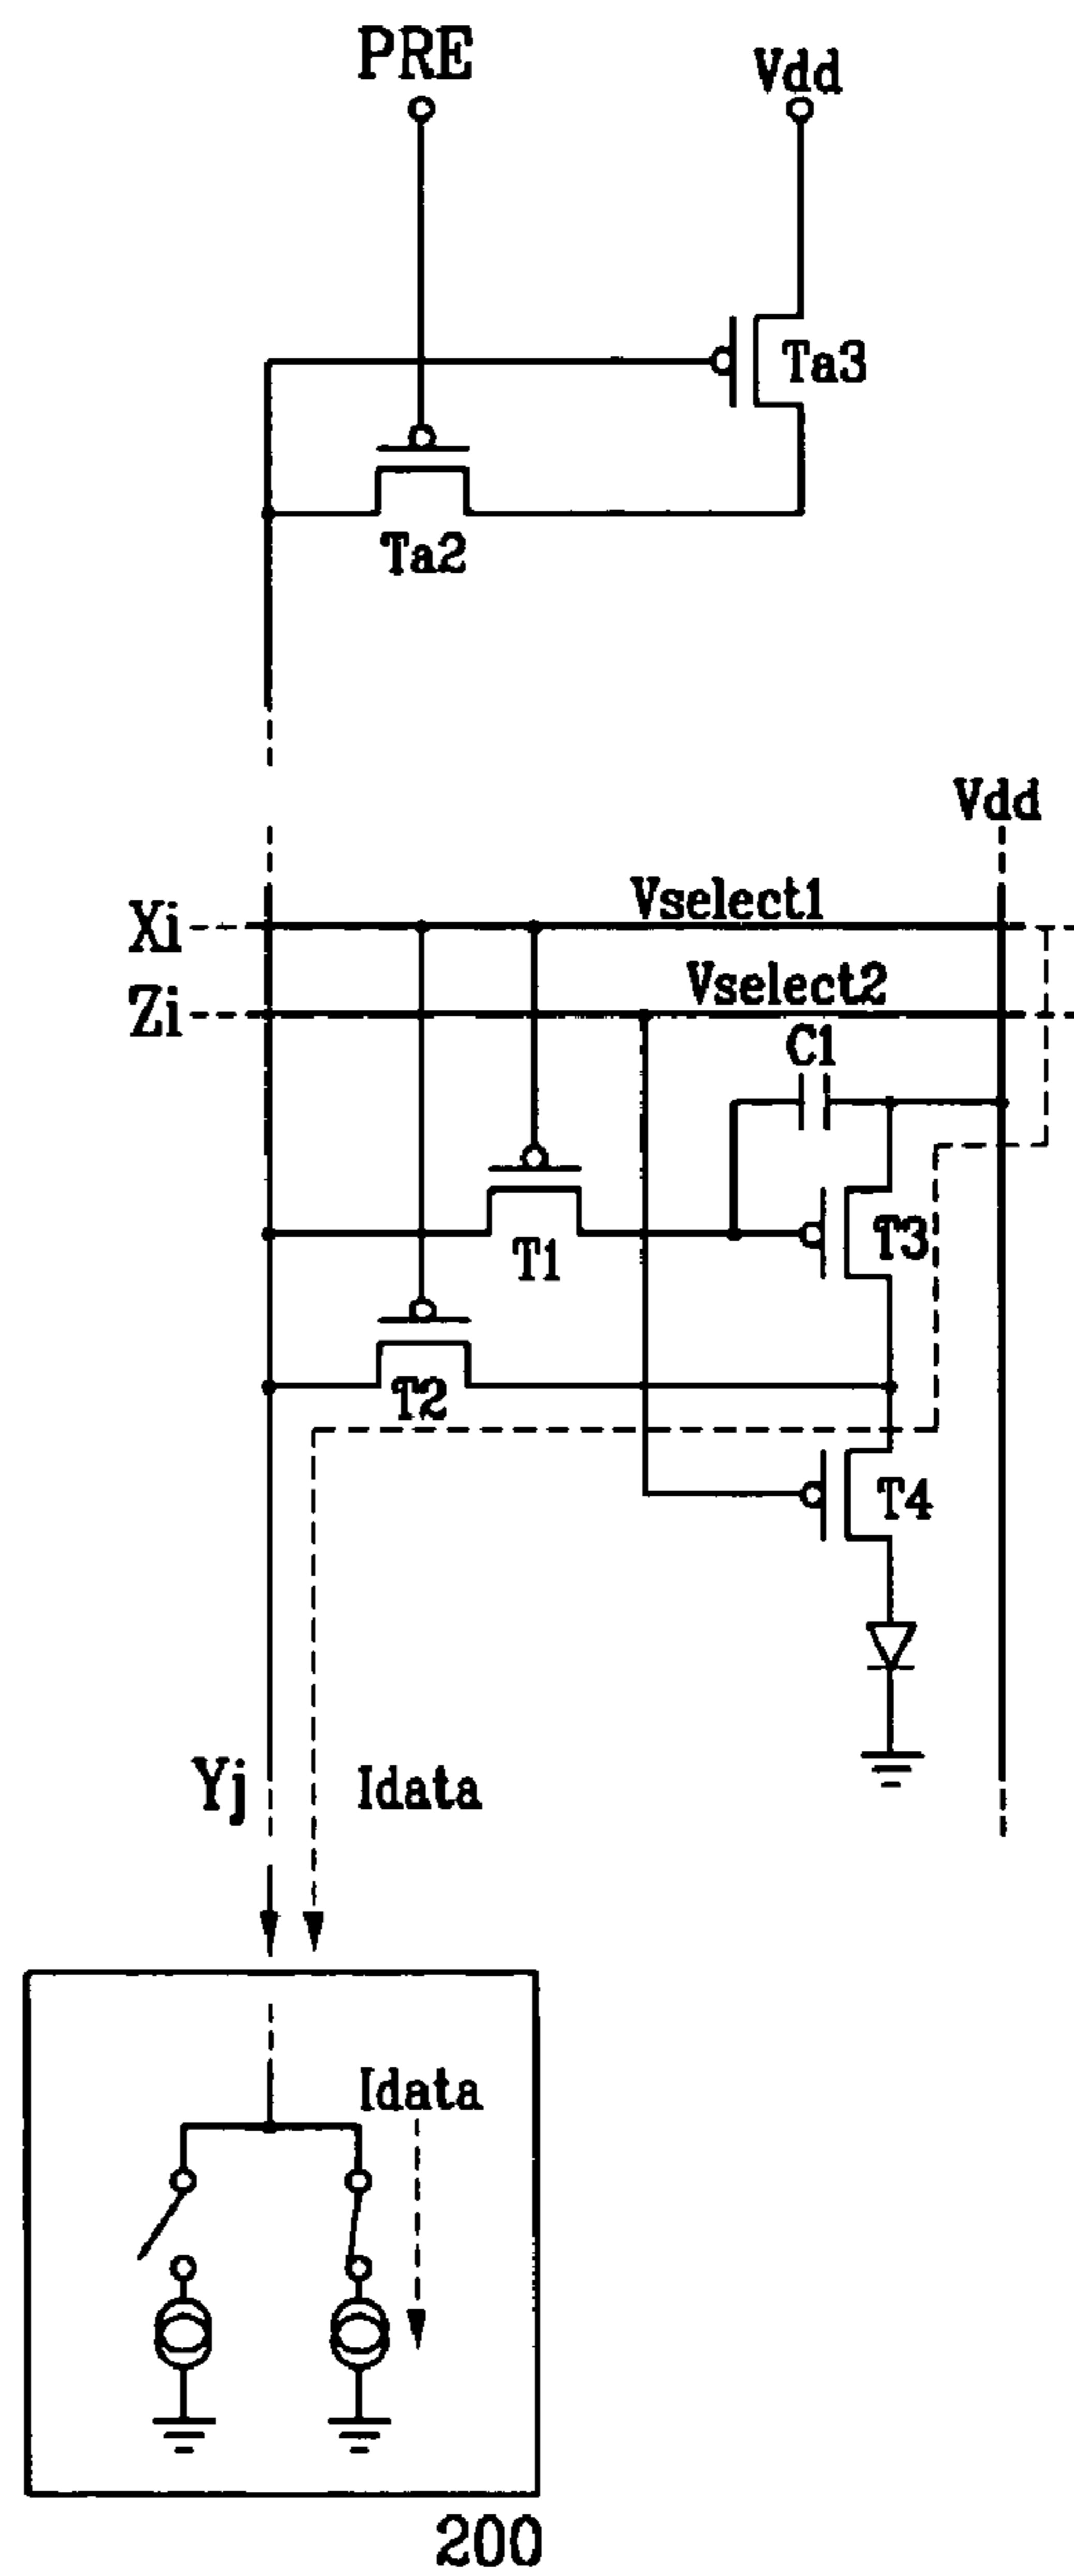 PRE
Vdd
Ta3
Ta2
Vdd
Xi
Vselect1
Zi
Vselect2
C1
T1
T3
T2
T4
Yj
Idata
Idata
200